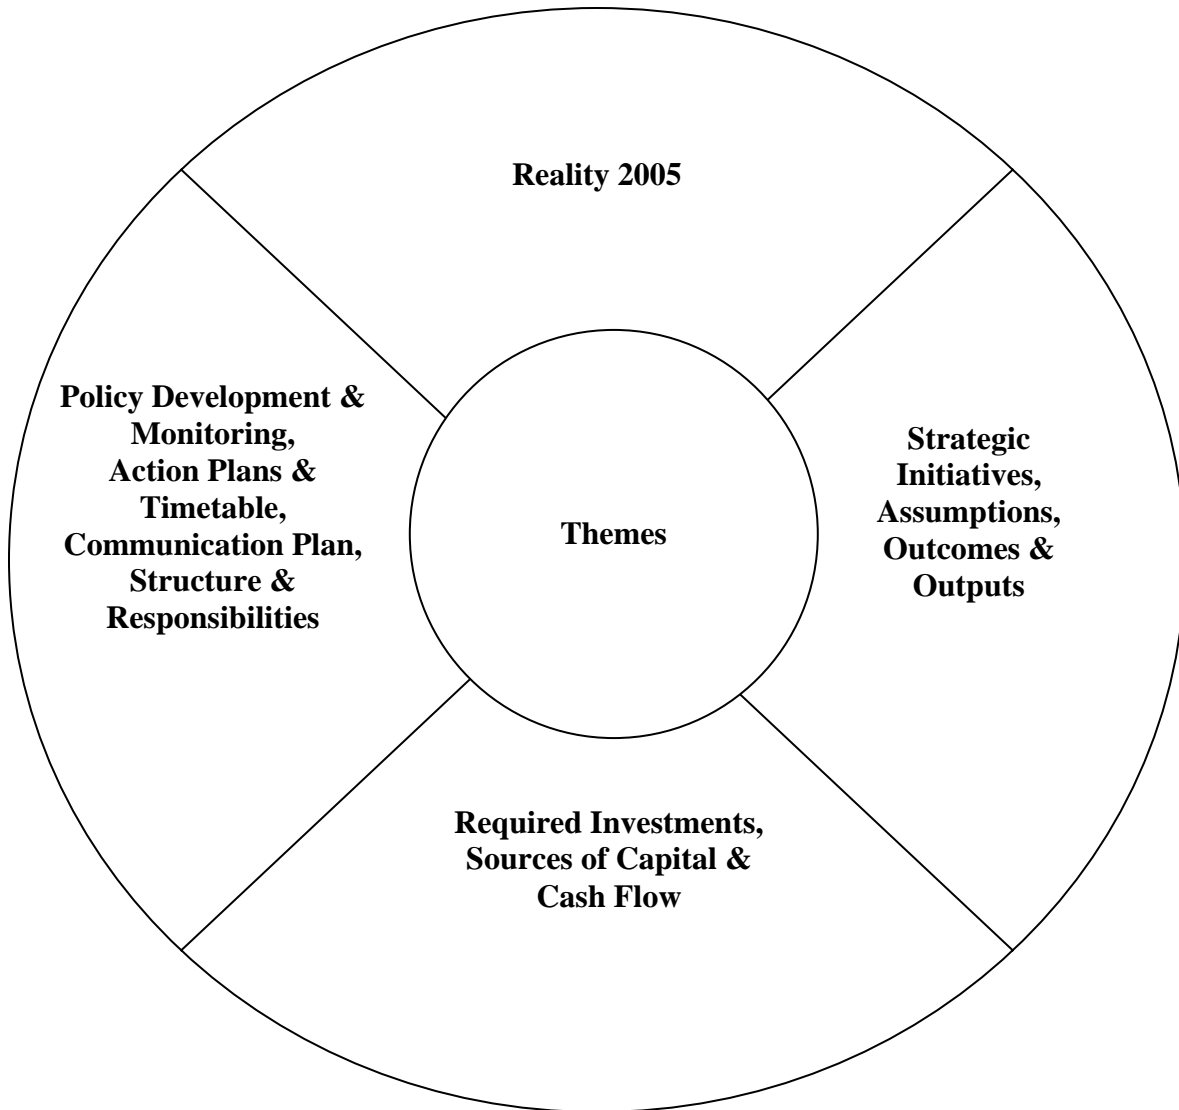 Reality 2005
Policy Development &
Monitoring,
Action Plans &
Timetable,
Communication Plan,
Structure &
Responsibilities
Themes
Strategic
Initiatives,
Assumptions,
Outcomes &
Outputs
Required Investments,
Sources of Capital &
Cash Flow